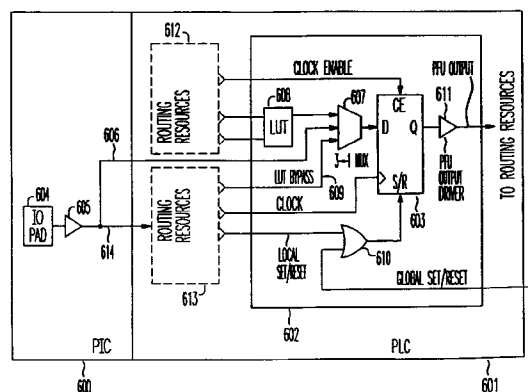 612
ROUTING RESOURCES
CLOCK ENABLE
PFU OUTPUT
608
607
611
CE
LUT
D
Q
606
PFU OUTPUT DRIVER
TO ROUTING RESOURCES
3→1 MUX
LUT BYPASS
609
604
605
IO PAD
ROUTING RESOURCES
614
CLOCK
S/R
603
LOCAL SET/RESET
610
GLOBAL SET/RESET
613
602
PIC
PLC
600
601